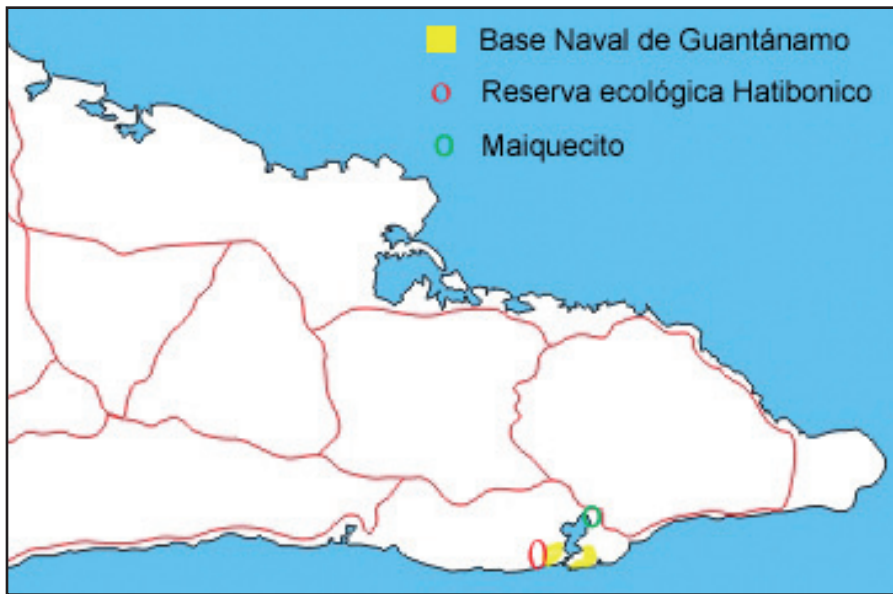 Base Naval de Guantánamo
Reserva ecológica Hatibonico
Maiquecito